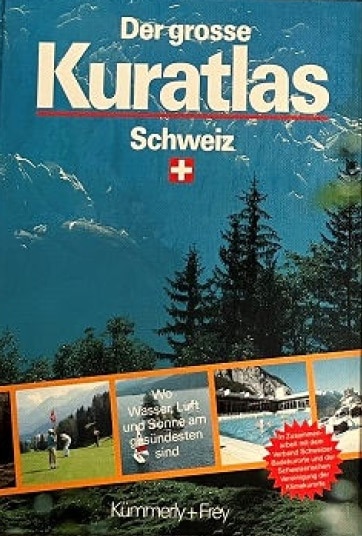 Der grosse
Kuratlas
Schweiz
Wo
Wasser, Luft
und Sonne am
gesündesten
sind
In Zusammen-
arbeit mit dem
Verband Schweizer
Badekurorte und der
Schweizerischen
Vereinigung der
Klimakurorte
Kümmerly+Frey